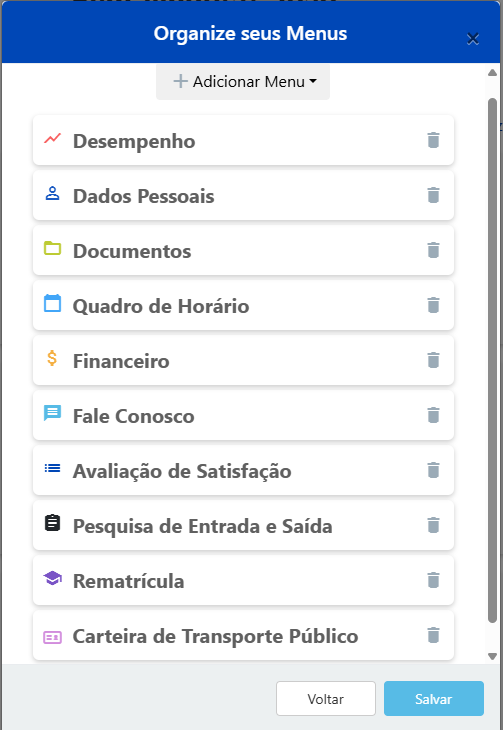 Organize seus Menus
Adicionar Menu
Desempenho
Dados Pessoais
Documentos
Quadro de Horário
Financeiro
Fale Conosco
Avaliação de Satisfação
Pesquisa de Entrada e Saída
Rematrícula
Carteira de Transporte Público
Voltar
Salvar